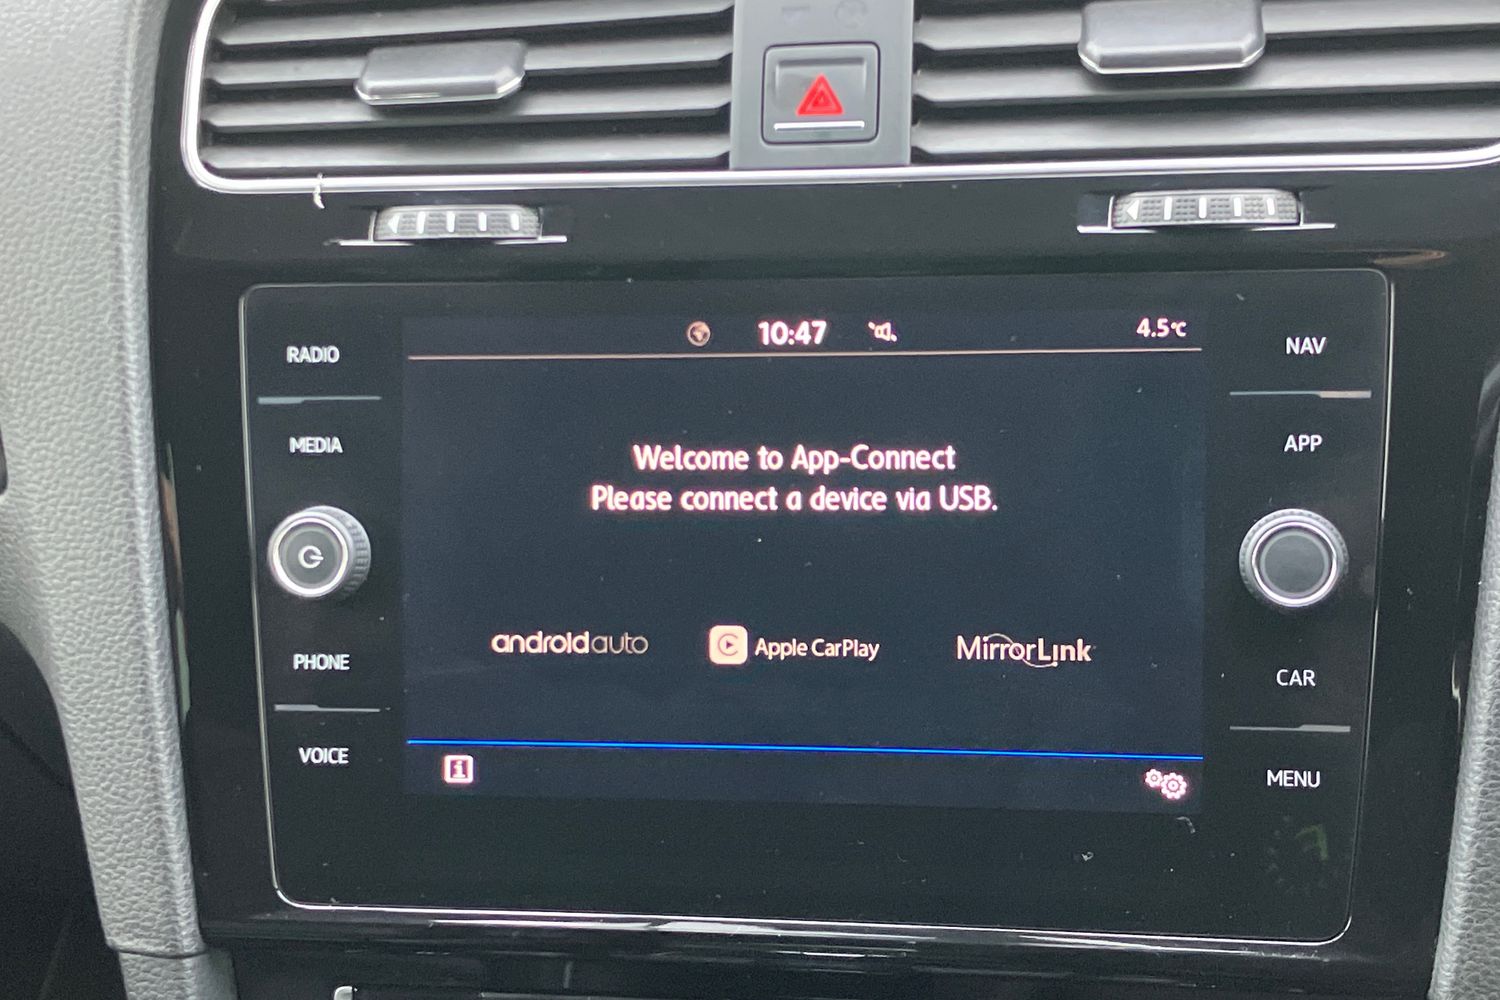 10:47
4.5°C
RADIO
NAV
MEDIA
APP
Welcome to App-Connect
Please connect a device via USB.
androidauto
Apple CarPlay
MirrorLink
PHONE
CAR
VOICE
MENU
i